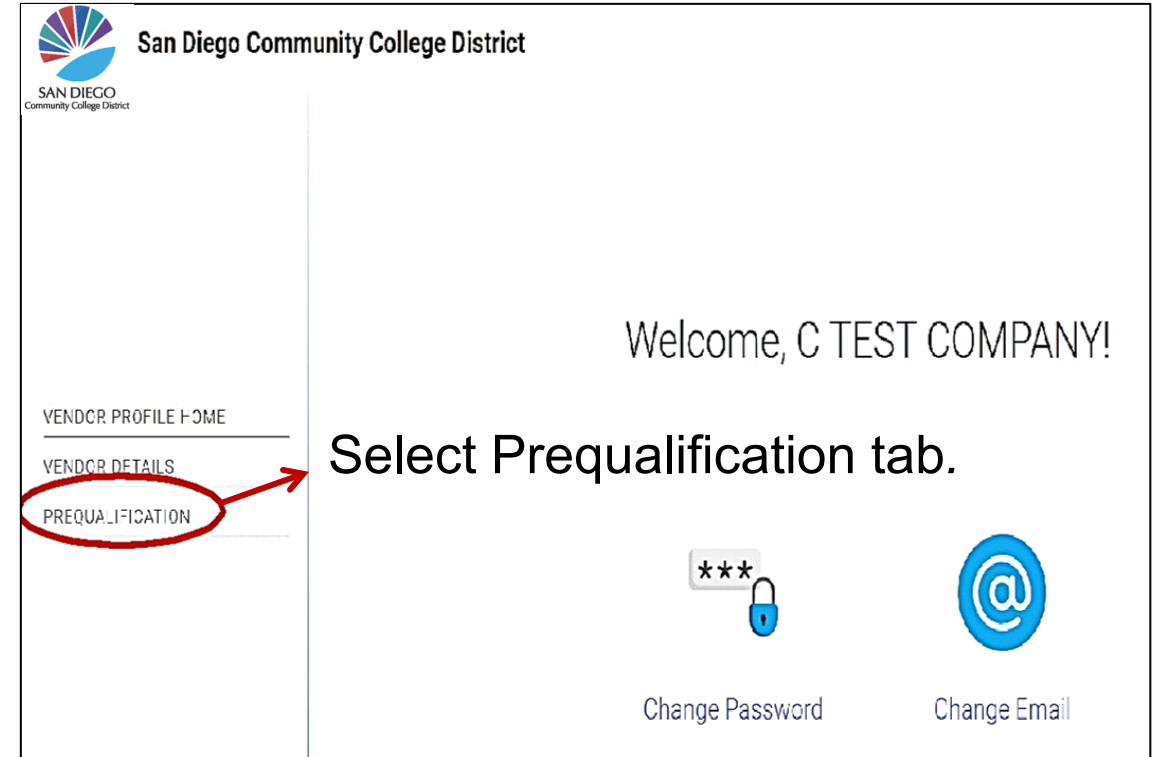 San Diego Community College District
SAN DIEGO
Community College District
Welcome, C TEST COMPANY!
VENDOR PROFILE HOME
VENDOR DETAILS
PREQUALIFICATION
Select Prequalification tab.
***
@
Change Password
Change Email